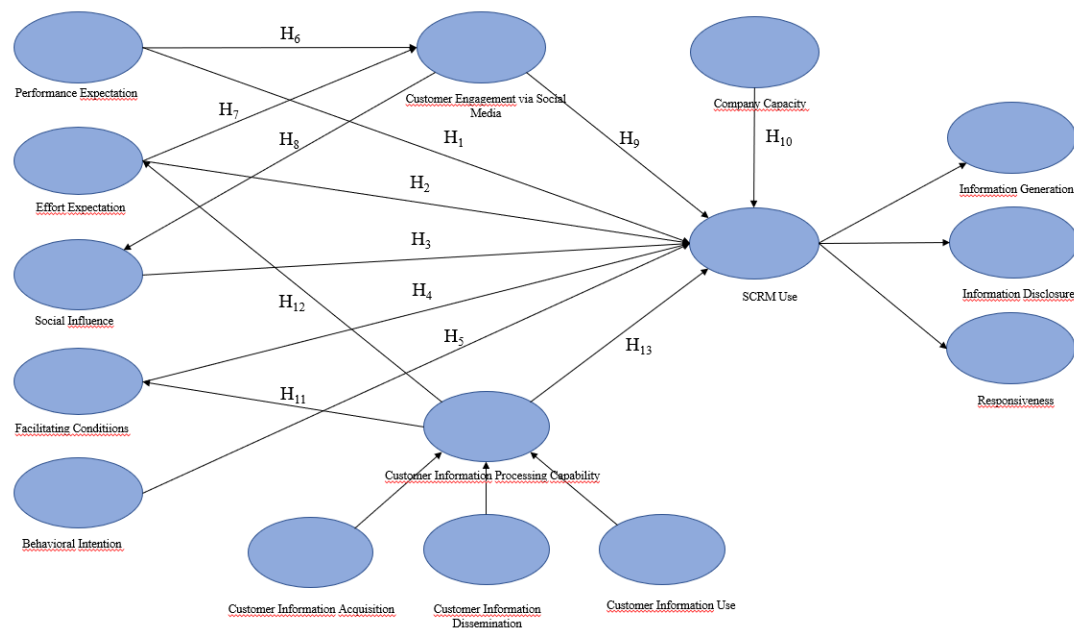 H₆
Performance Expectation
Customer Engagement via Social
Media
Company Capacity
H₇
H₈
H₁
H₉
H₁₀
Information Generation
Effort Expectation
H₂
H₃
Information Disclosure
SCRM Use
Social Influence
H₁₂
H₄
H₅
H₁₃
Responsiveness
H₁₁
Facilitating Conditiions
Customer Information Processing Capability
Behavioral Intention
Customer Information Acquisition
Customer Information
Dissemination
Customer Information Use